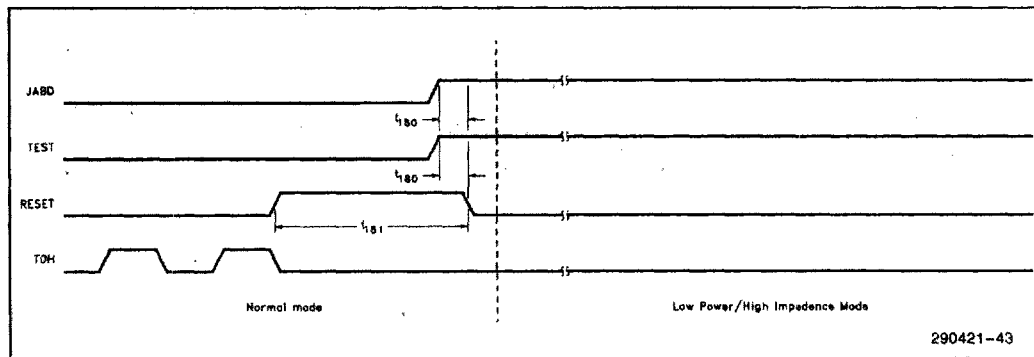 JABD
t180
TEST
t180
RESET
t181
TOH
Normal mode
Low Power/High Impedence Mode
290421-43